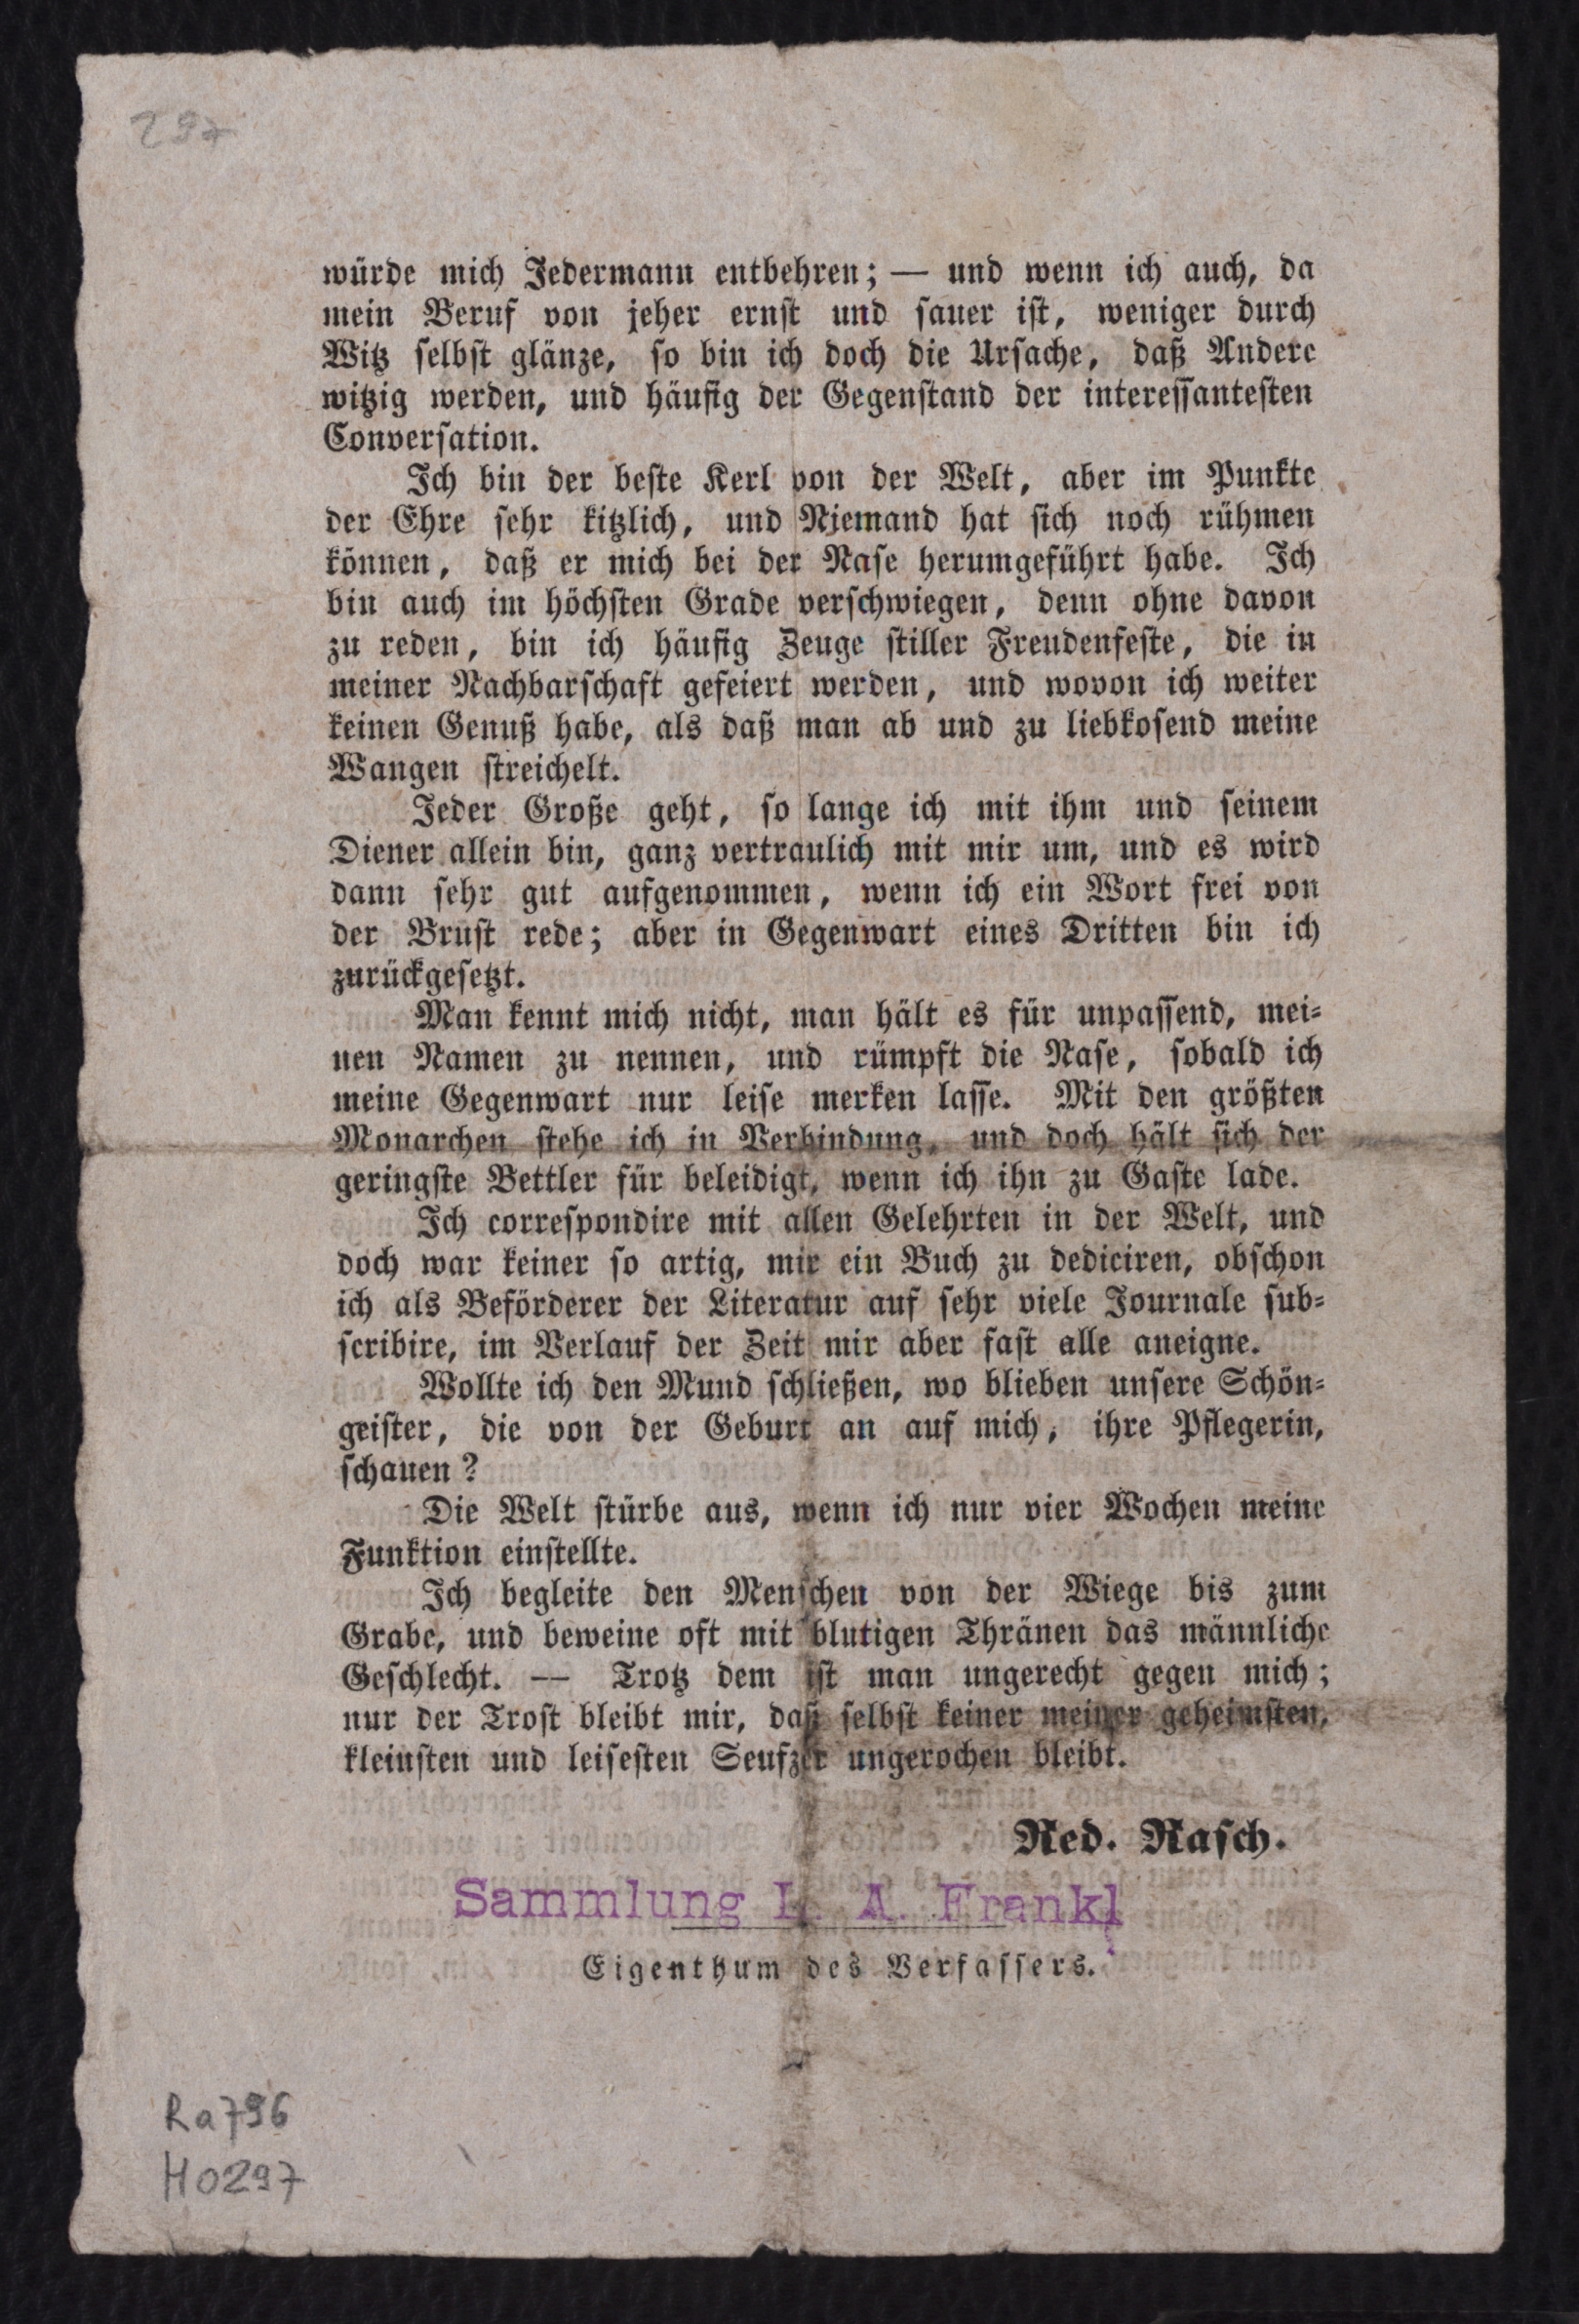 297
würde mich Jedermann entbehren; — und wenn ich auch, da
mein Beruf von jeher ernst und sauer ist, weniger durch
Witz selbst glänze, so bin ich doch die Ursache, daß Andere
witzig werden, und häufig der Gegenstand der interessantesten
Conversation.
Ich bin der beste Kerl von der Welt, aber im Punkte
der Ehre sehr kitzlich, und Niemand hat sich noch rühmen
können, daß er mich bei der Nase herumgeführt habe. Ich
bin auch im höchsten Grade verschwiegen, denn ohne davon
zu reden, bin ich häufig Zeuge stiller Freudenfeste, die in
meiner Nachbarschaft gefeiert werden, und wovon ich weiter
keinen Genuß habe, als daß man ab und zu liebkosend meine
Wangen streichelt.
Jeder Große geht, so lange ich mit ihm und seinem
Diener allein bin, ganz vertraulich mit mir um, und es wird
dann sehr gut aufgenommen, wenn ich ein Wort frei von
der Brust rede; aber in Gegenwart eines Dritten bin ich
zurückgesetzt.
Man kennt mich nicht, man hält es für unpassend, mei-
nen Namen zu nennen, und rümpft die Nase, sobald ich
meine Gegenwart nur leise merken lasse. Mit den größten
Monarchen stehe ich in Verbindung, und doch hält sich der
geringste Bettler für beleidigt, wenn ich ihn zu Gaste lade.
Ich correspondire mit allen Gelehrten in der Welt, und
doch war keiner so artig, mir ein Buch zu dediciren, obschon
ich als Beförderer der Literatur auf sehr viele Journale sub-
scribire, im Verlauf der Zeit mir aber fast alle aneigne.
Wollte ich den Mund schließen, wo blieben unsere Schön-
geister, die von der Geburt an auf mich, ihre Pflegerin,
schauen?
Die Welt stürbe aus, wenn ich nur vier Wochen meine
Funktion einstellte.
Ich begleite den Menschen von der Wiege bis zum
Grabe, und beweine oft mit blutigen Thränen das männliche
Geschlecht. — Trotz dem ist man ungerecht gegen mich;
nur der Trost bleibt mir, daß selbst keiner meiner geheimsten,
kleinsten und leisesten Seufzer ungerochen bleibt.
Red. Rasch.
Sammlung L. A. Frankl
Eigenthum des Verfassers.
Ra796
H0297